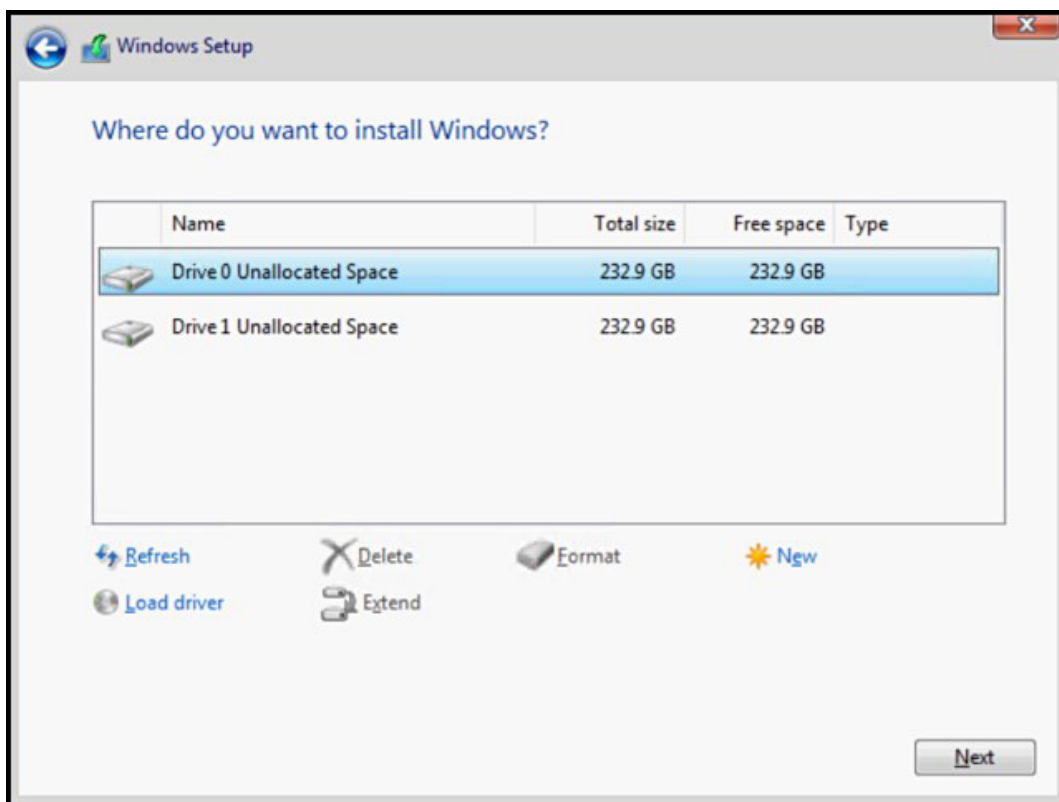 Windows Setup
Where do you want to install Windows?
Name Total size Free space Type
Drive 0 Unallocated Space 232.9 GB 232.9 GB
Drive 1 Unallocated Space 232.9 GB 232.9 GB
Refresh Delete Format New
Load driver Extend
Next